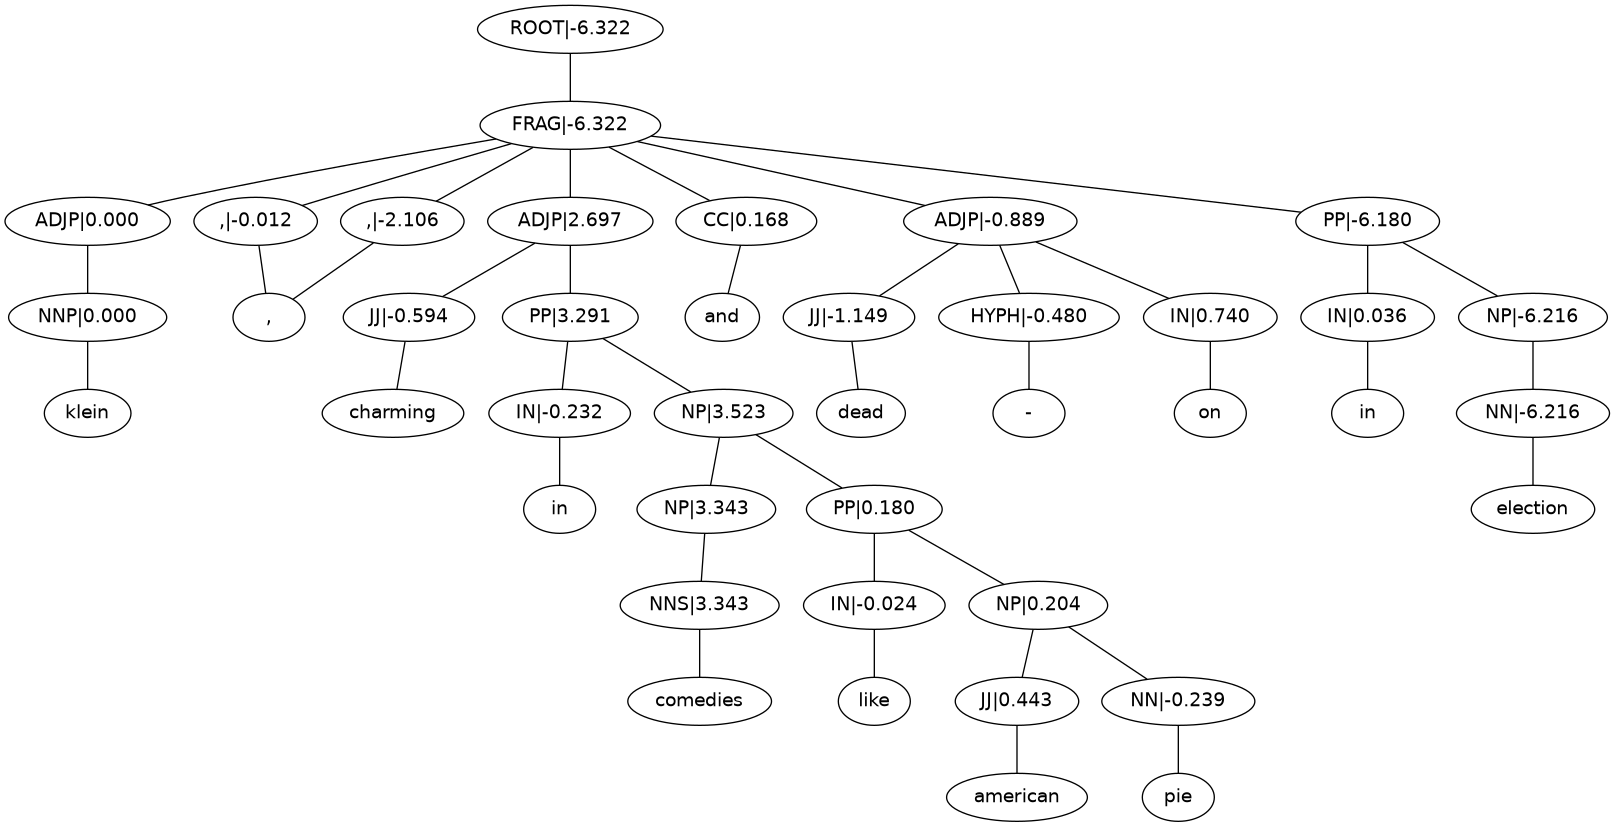 ROOT|-6.322
FRAG|-6.322
ADJP|0.000 ,|-0.012 ,|-2.106 ADJP|2.697 CC|0.168 ADJP|-0.889 PP|-6.180
NNP|0.000 , JJ|-0.594 PP|3.291 and JJ|-1.149 HYPH|-0.480 IN|0.740 IN|0.036 NP|-6.216
klein charming IN|-0.232 NP|3.523 dead - on in NN|-6.216
in NP|3.343 PP|0.180 election
NNS|3.343 IN|-0.024 NP|0.204
comedies like JJ|0.443 NN|-0.239
american pie